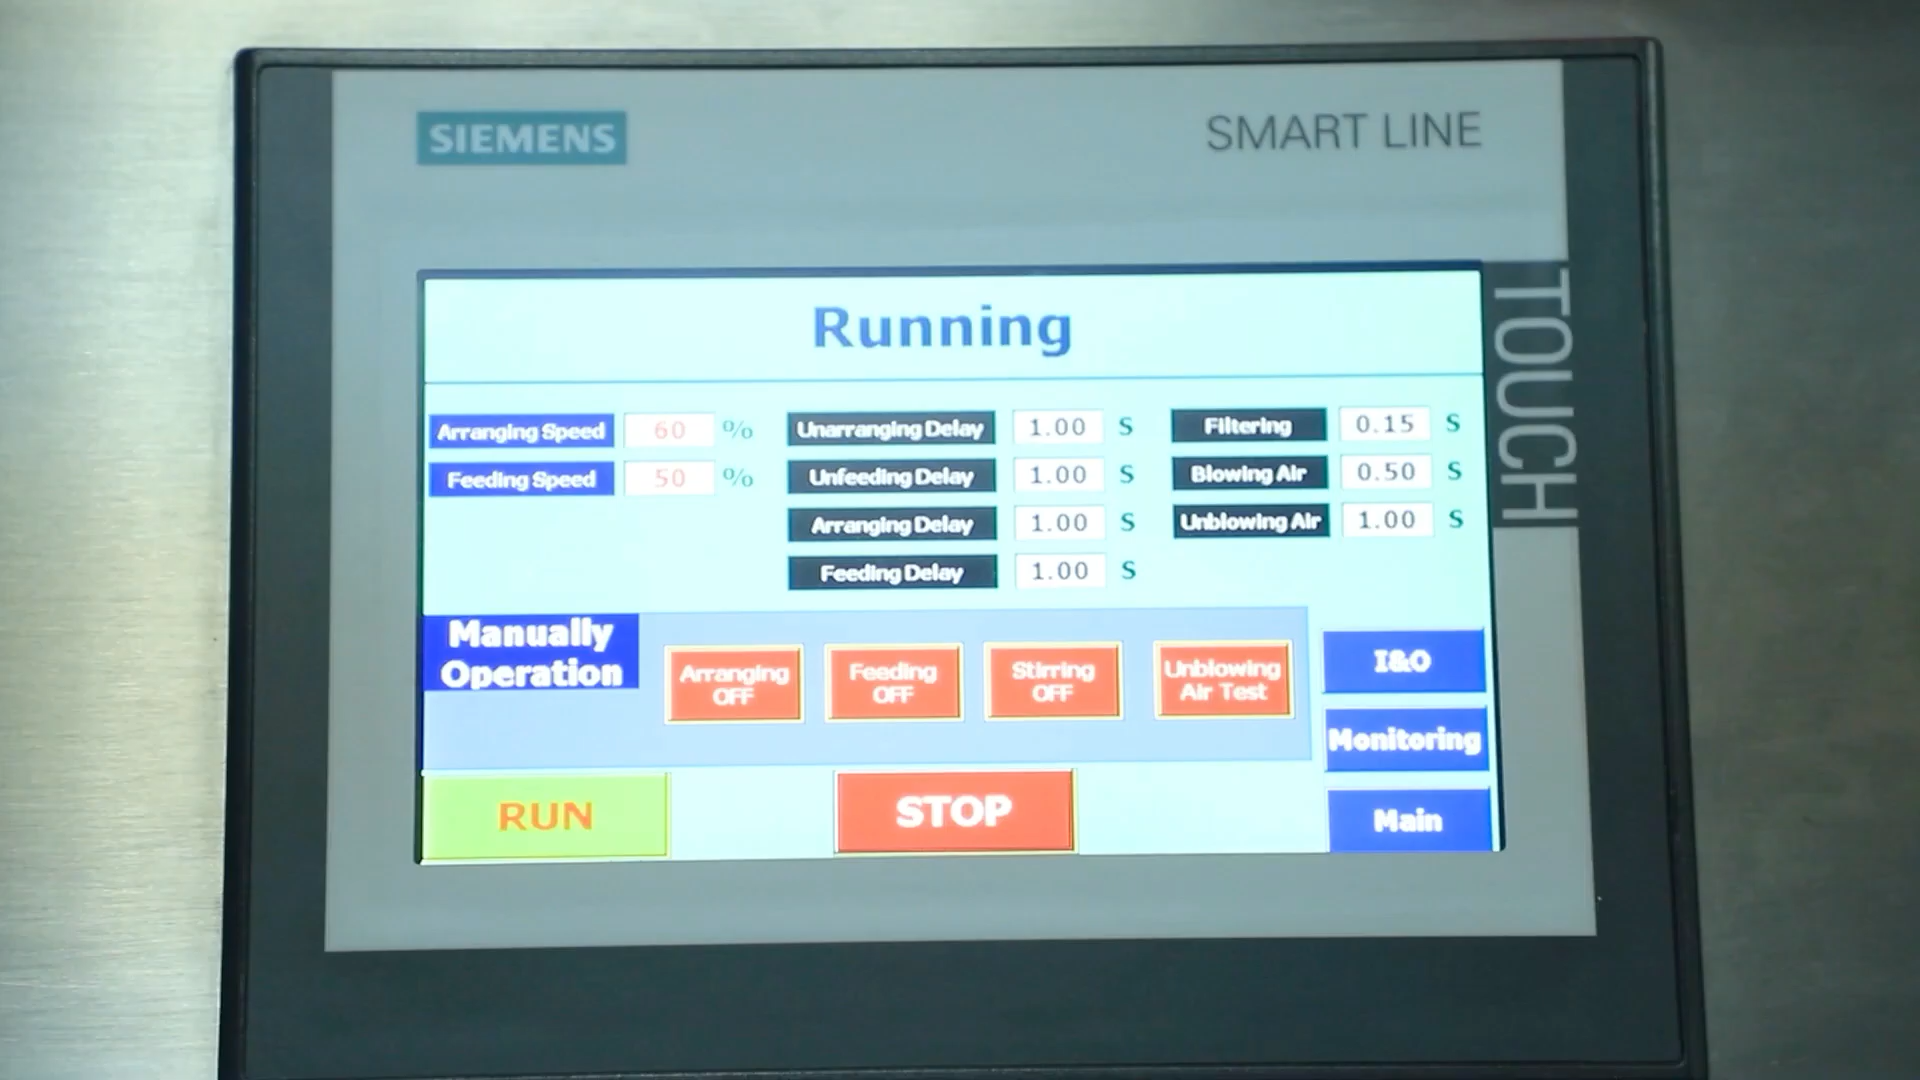 SIEMENS
SMART LINE
TOUCH
Running
Arranging Speed 60 % Unarranging Delay 1.00 S Filtering 0.15 S
Feeding Speed 50 % Unfeeding Delay 1.00 S Blowing Air 0.50 S
Arranging Delay 1.00 S Unblowing Air 1.00 S
Feeding Delay 1.00 S
Manually
Operation
Arranging
OFF
Feeding
OFF
Stirring
OFF
Unblowing
Air Test
I&O
Monitoring
Main
RUN
STOP